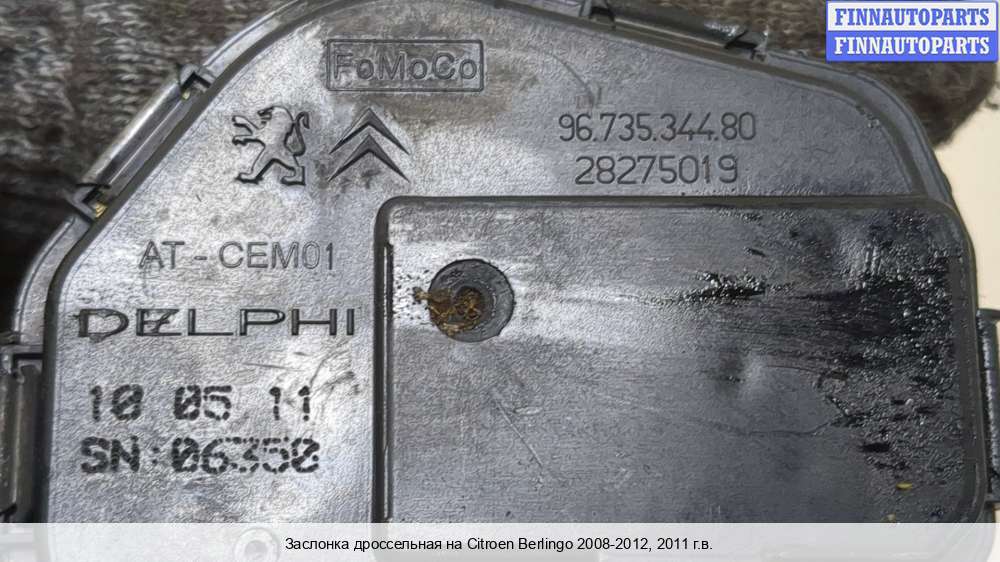 FINNAUTOPARTS
FINNAUTOPARTS
FoMoCo
96.735.344.80
28275019
AT - CEM01
DELPHI
10 05 11
SN:06350
Заслонка дроссельная на Citroen Berlingo 2008-2012, 2011 г.в.